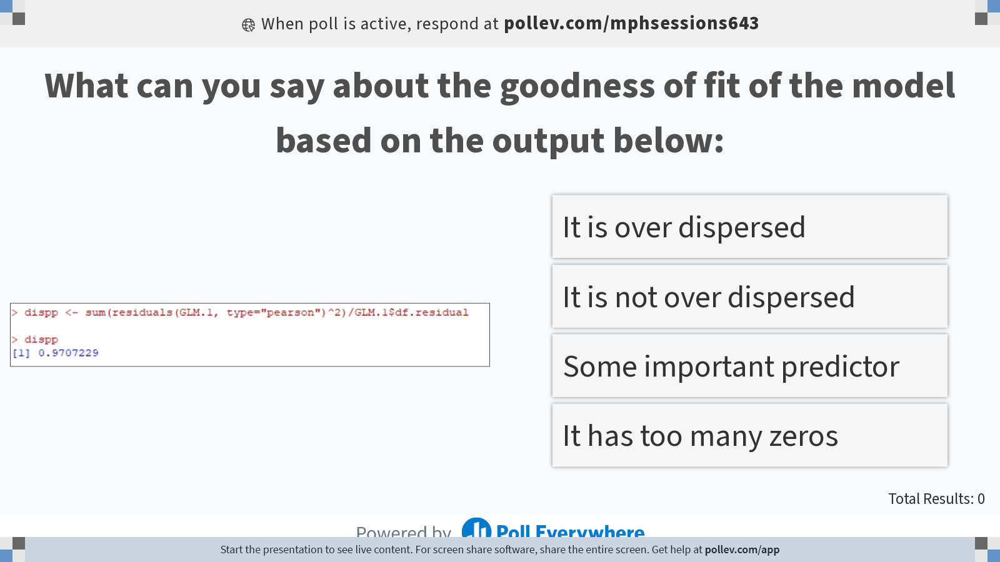 When poll is active, respond at pollev.com/mphsessions643
What can you say about the goodness of fit of the model
based on the output below:
> dispp <- sum(residuals(GLM.1, type="pearson")^2)/GLM.1$df.residual
> dispp
[1] 0.9707229
It is over dispersed
It is not over dispersed
Some important predictor
It has too many zeros
Total Results: 0
Powered by Poll Everywhere
Start the presentation to see live content. For screen share software, share the entire screen. Get help at pollev.com/app